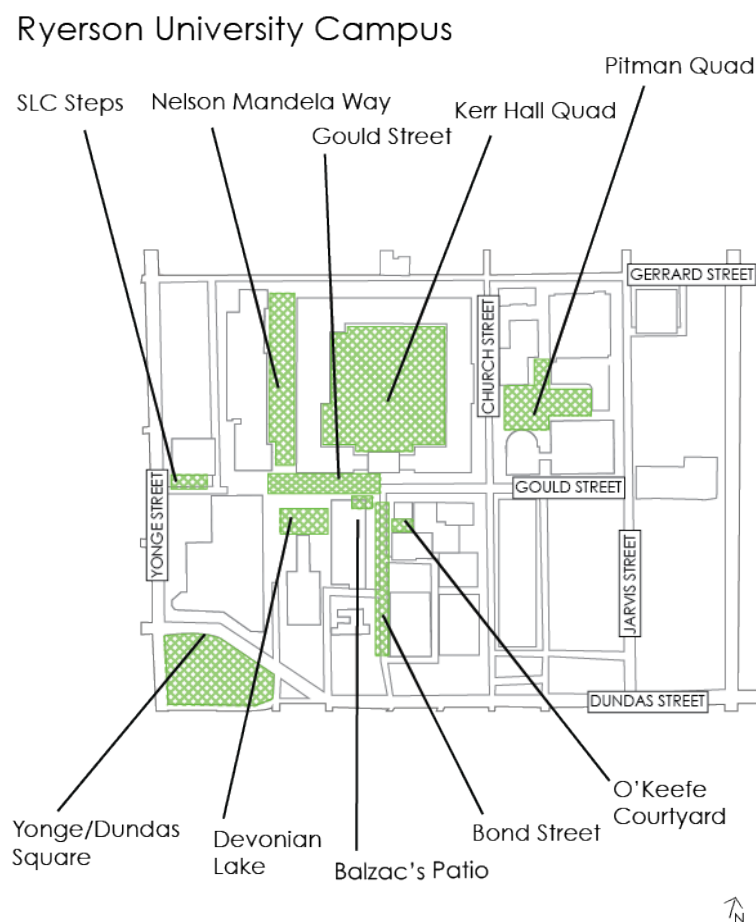 Ryerson University Campus
Pitman Quad
SLC Steps
Nelson Mandela Way
Kerr Hall Quad
Gould Street
GERRARD STREET
CHURCH STREET
GOULD STREET
YONGE STREET
JARVIS STREET
DUNDAS STREET
Yonge/Dundas
Square
Devonian
Lake
Balzac's Patio
Bond Street
O'Keefe
Courtyard
N